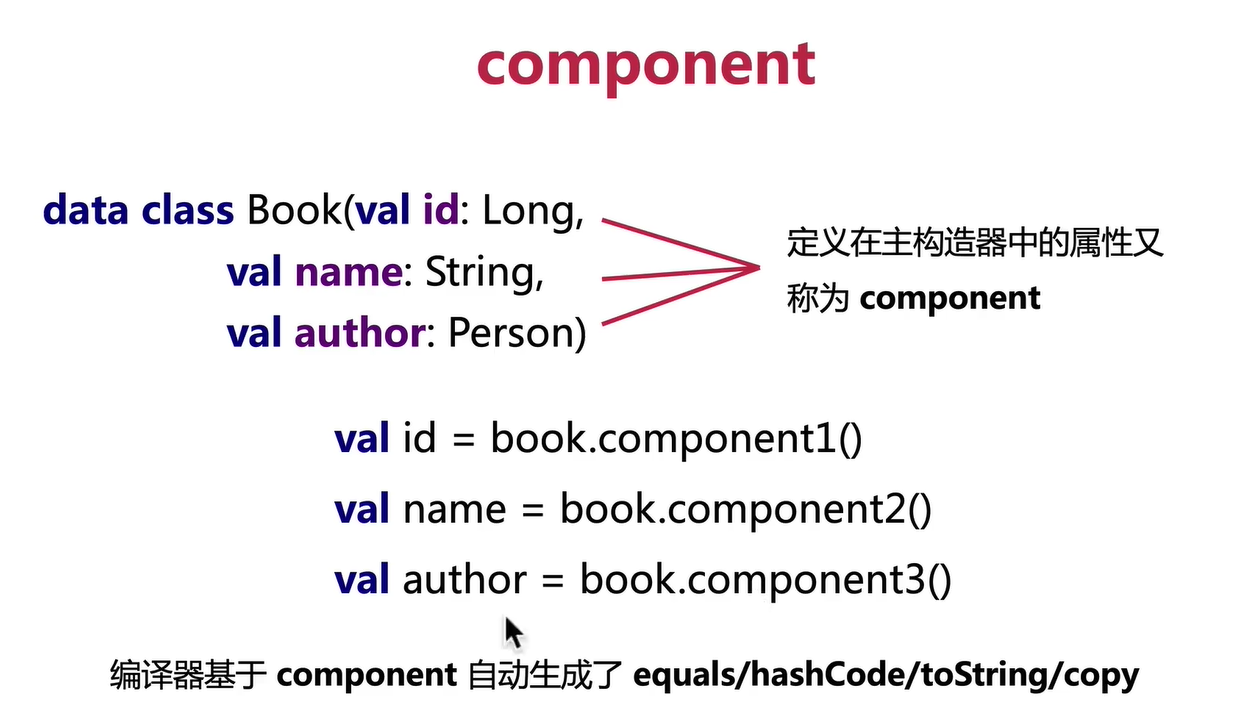 component
data class Book(val id: Long,
val name: String,
val author: Person)
定义在主构造器中的属性又
称为 component
val id = book.component1()
val name = book.component2()
val author = book.component3()
编译器基于 component 自动生成了 equals/hashCode/toString/copy